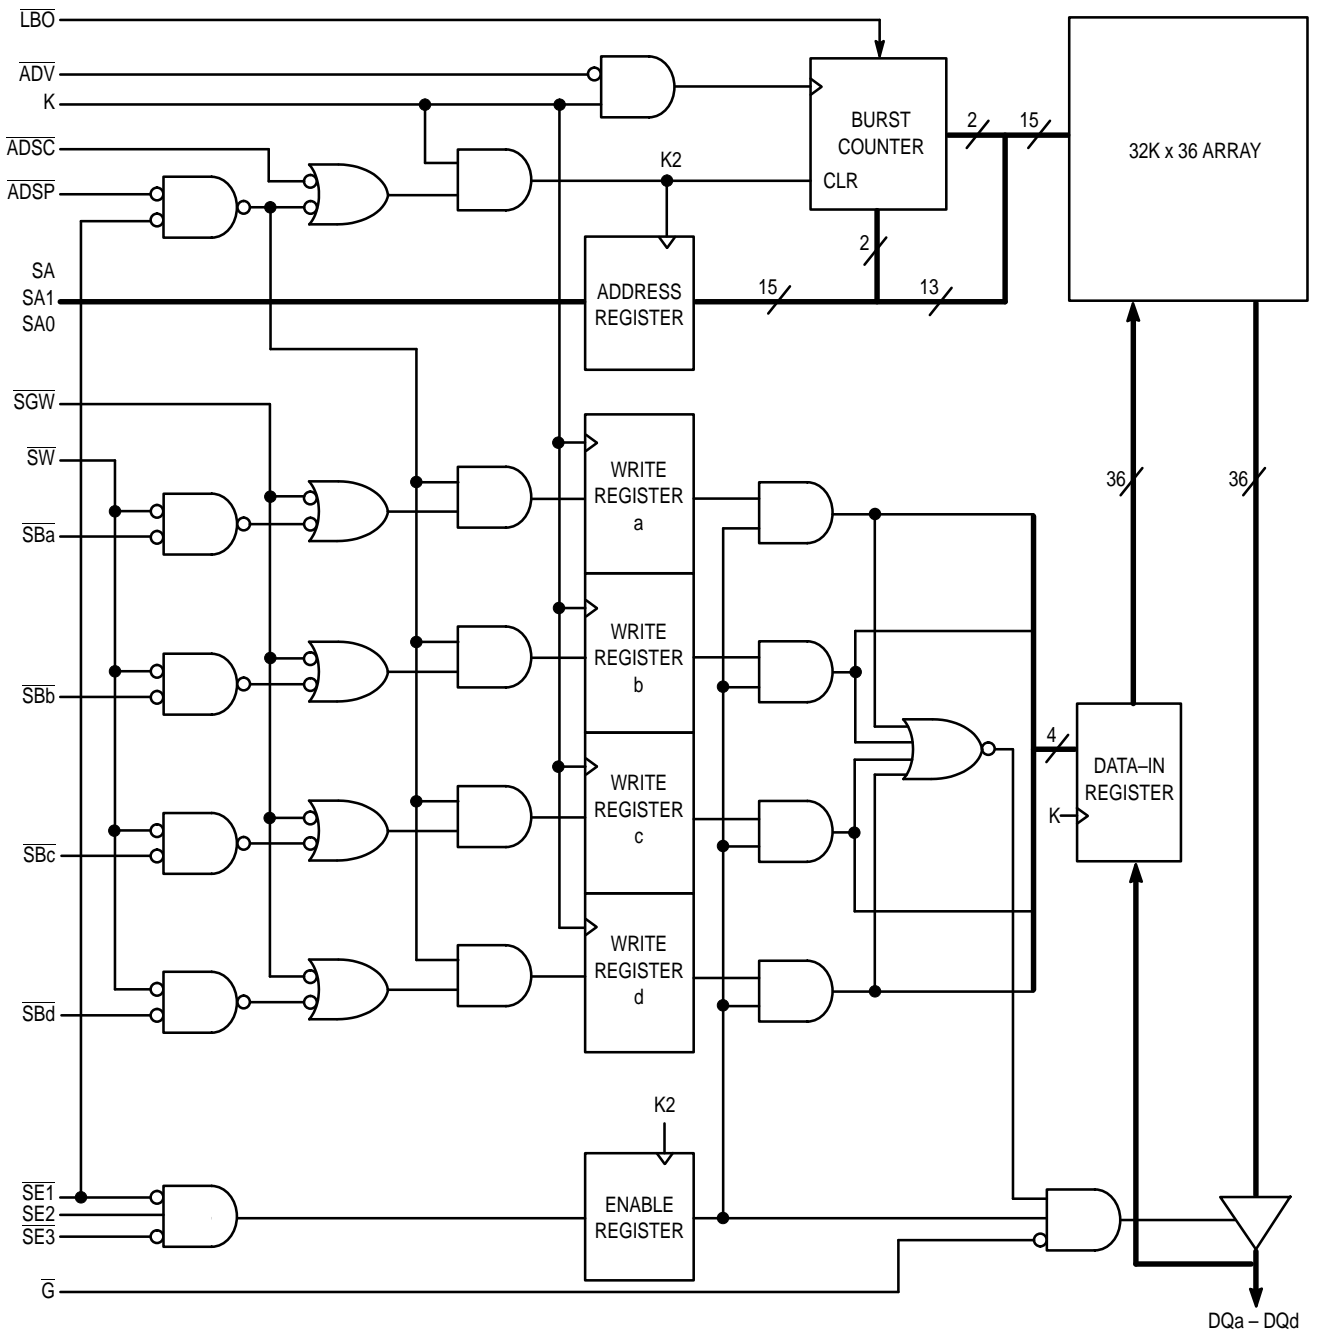 LBO
ADV
K
ADSC
ADSP
K2
BURST
COUNTER
CLR
2
15
32K x 36 ARRAY
2
SA
SA1
SA0
ADDRESS
REGISTER
15
13
SGW
SW
SBa
WRITE
REGISTER
a
36
36
SBb
WRITE
REGISTER
b
4
DATA–IN
REGISTER
K
SBc
WRITE
REGISTER
c
SBd
WRITE
REGISTER
d
K2
SE1
SE2
SE3
ENABLE
REGISTER
G
DQa – DQd